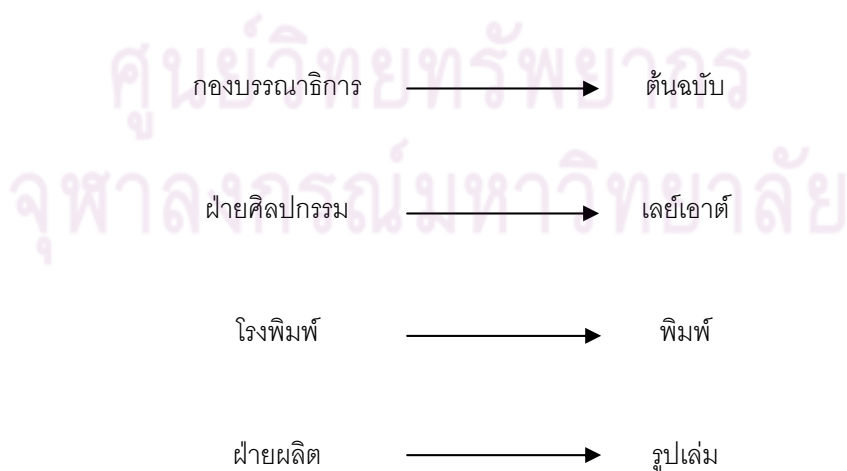 ศูนย์วิทยทรัพยากร
กองบรรณาธิการ ต้นฉบับ
จุฬาลงกรณ์มหาวิทยาลัย
ฝ่ายศิลปกรรม เลย์เอาต์
โรงพิมพ์ พิมพ์
ฝ่ายผลิต รูปเล่ม